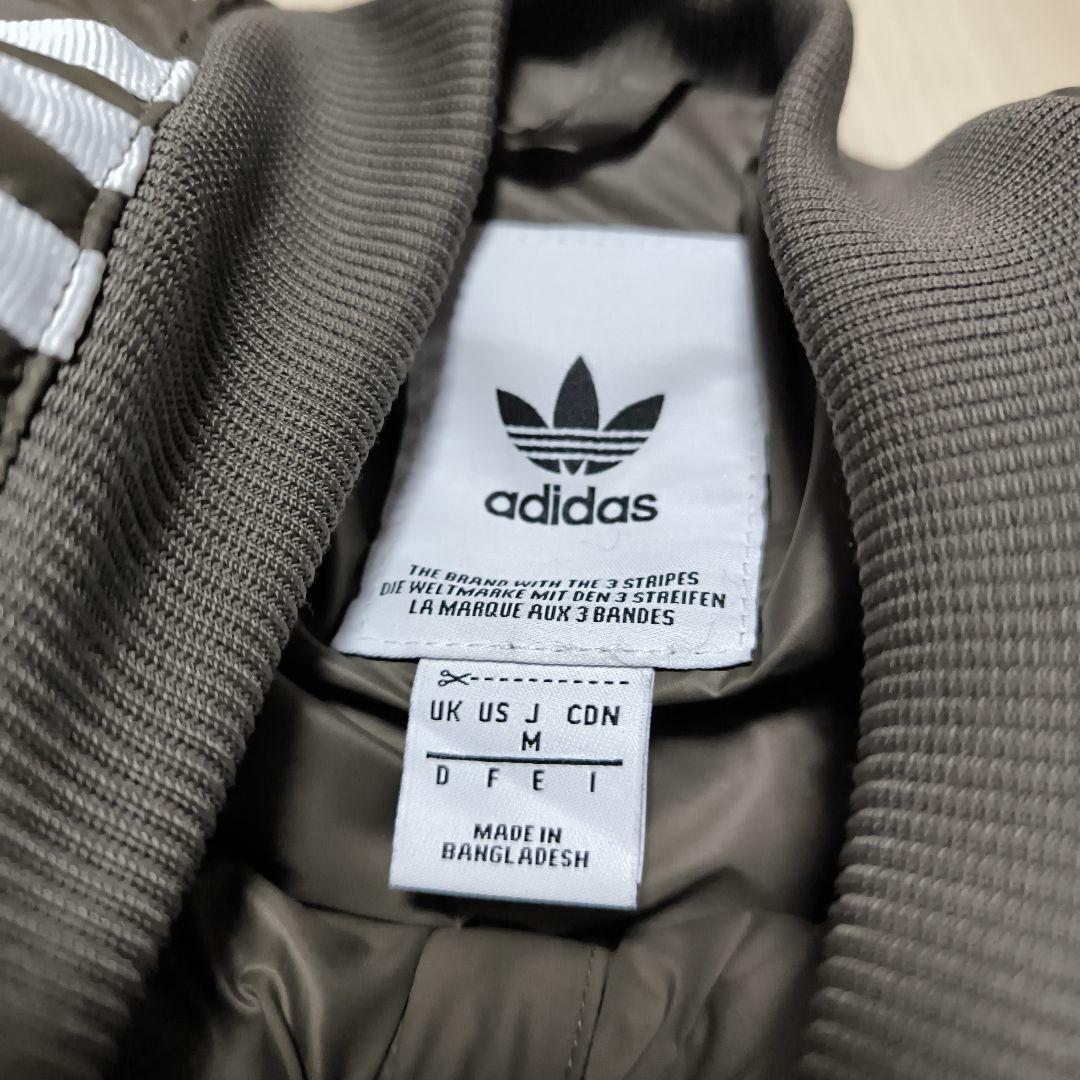 adidas
THE BRAND WITH THE 3 STRIPES
DIE WELTMARKE MIT DEN 3 STREIFEN
LA MARQUE AUX 3 BANDES
UK US J CDN
M
D F E I
MADE IN
BANGLADESH